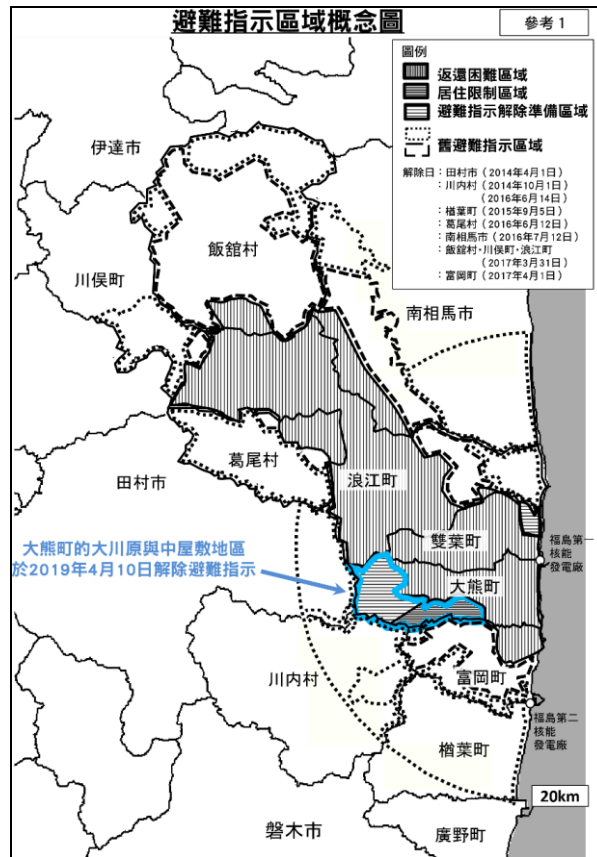 避難指示區域概念圖
參考1
圖例
返還困難區域
居住限制區域
避難指示解除準備區域
舊避難指示區域
解除日：田村市（2014年4月1日）
：川內村（2014年10月1日）
（2016年6月14日）
：楢葉町（2015年9月5日）
：葛尾村（2016年6月12日）
：南相馬市（2016年7月12日）
：飯舘村・川俣町・浪江町
（2017年3月31日）
：富岡町（2017年4月1日）
伊達市
飯舘村
川俣町
南相馬市
葛尾村
田村市
浪江町
雙葉町
福島第一
核能
發電廠
大熊町的大川原與中屋敷地區
於2019年4月10日解除避難指示
大熊町
川內村
富岡町
福島第二
核能
發電廠
楢葉町
20km
磐木市
廣野町